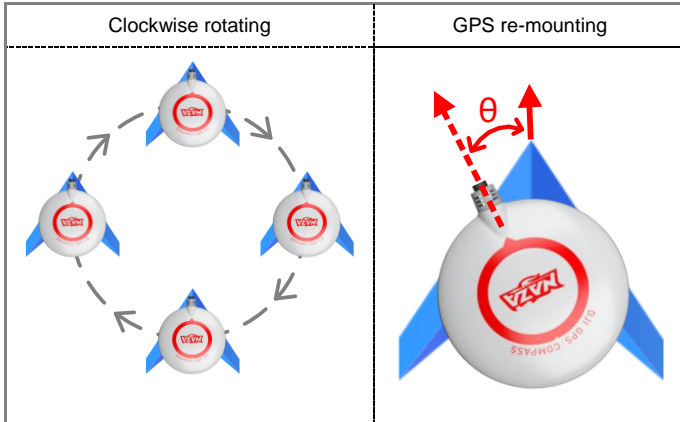 Clockwise rotating
GPS re-mounting
θ
NAZA
DJI GPS/COMPASS